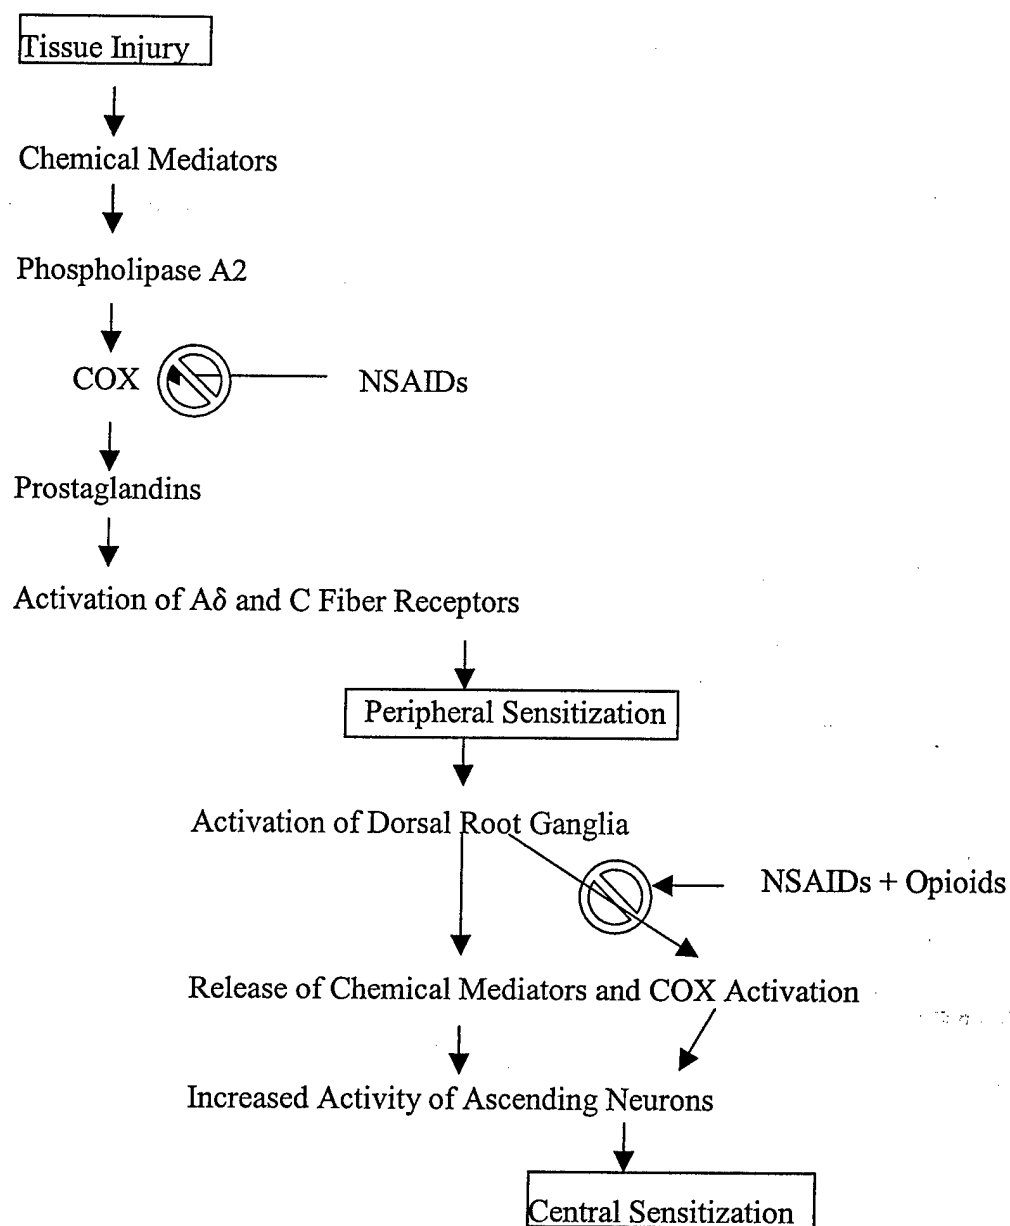 Tissue Injury
Chemical Mediators
Phospholipase A2
COX
NSAIDs
Prostaglandins
Activation of Aδ and C Fiber Receptors
Peripheral Sensitization
Activation of Dorsal Root Ganglia
NSAIDs + Opioids
Release of Chemical Mediators and COX Activation
Increased Activity of Ascending Neurons
Central Sensitization